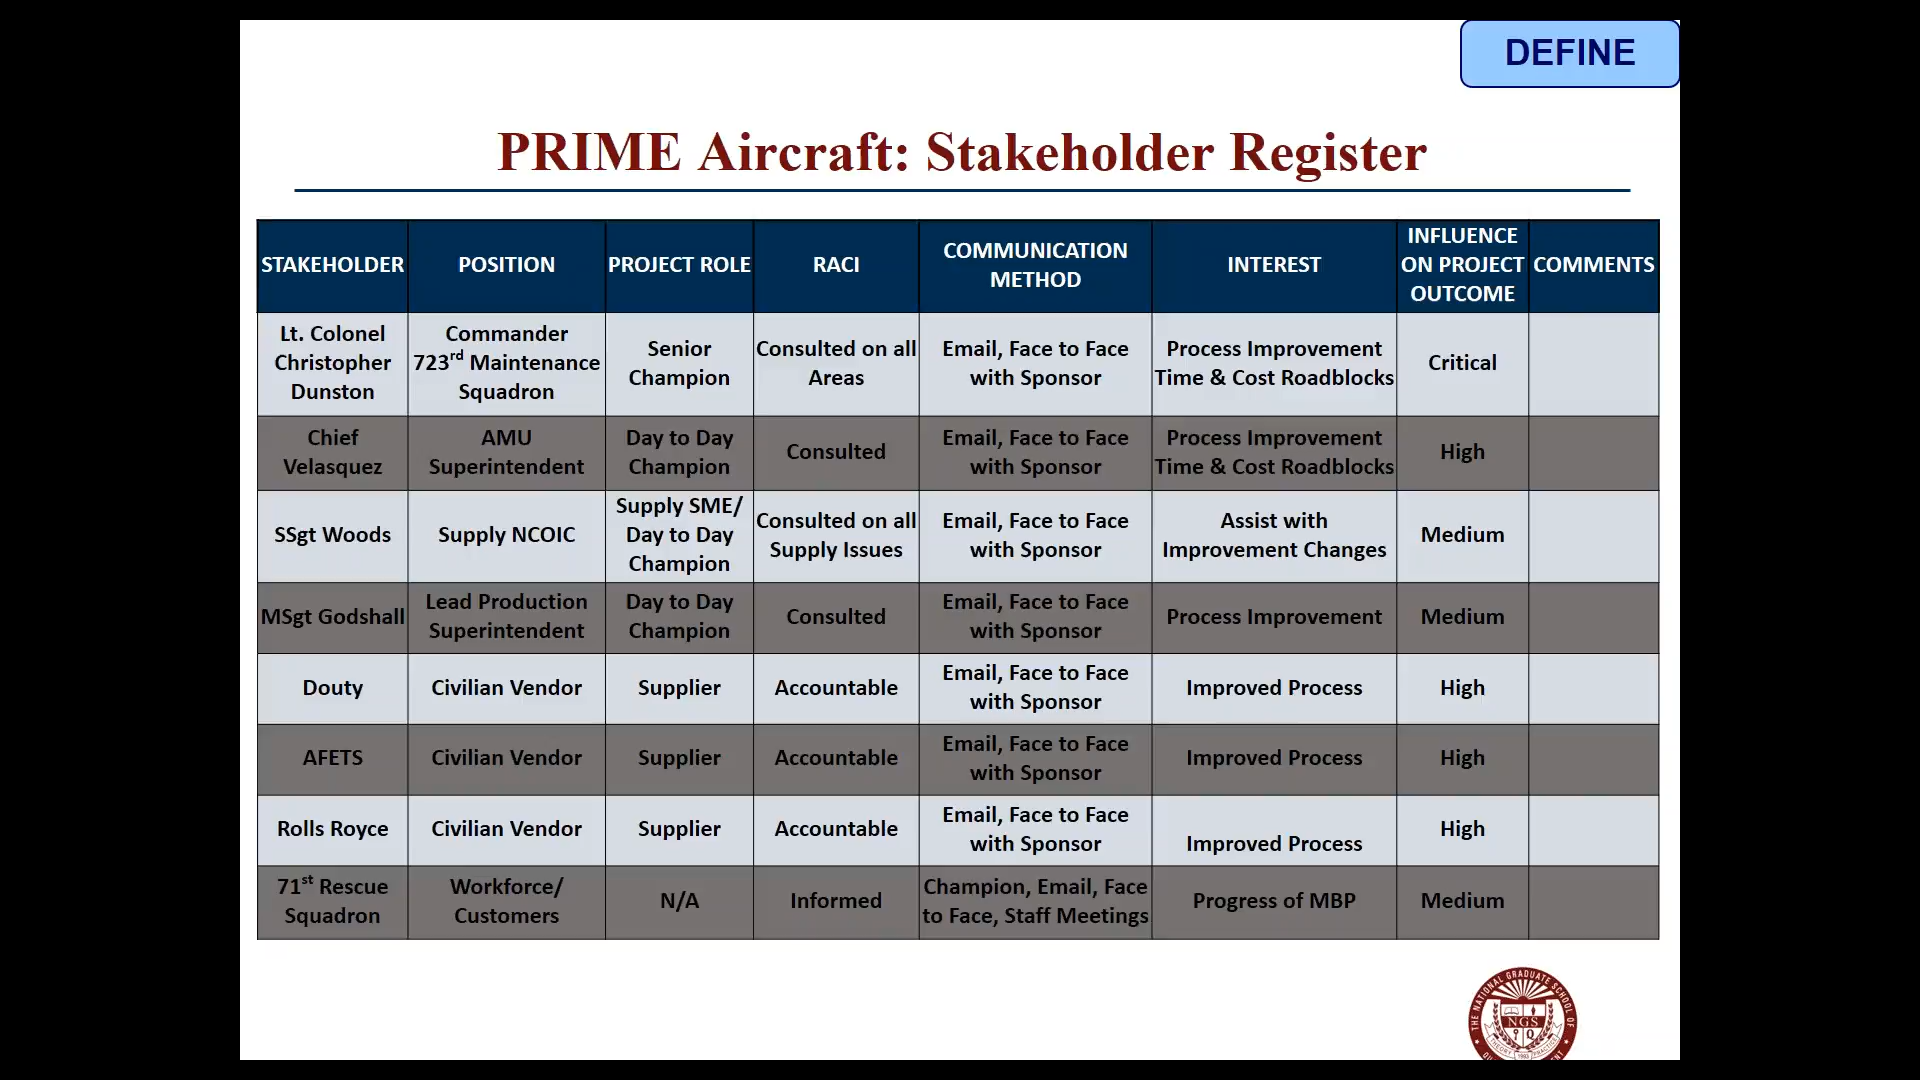 DEFINE
PRIME Aircraft: Stakeholder Register
STAKEHOLDER POSITION PROJECT ROLE RACI COMMUNICATION METHOD INTEREST INFLUENCE ON PROJECT OUTCOME COMMENTS
Lt. Colonel Christopher Dunston Commander 723rd Maintenance Squadron Senior Champion Consulted on all Areas Email, Face to Face with Sponsor Process Improvement Time & Cost Roadblocks Critical
Chief Velasquez AMU Superintendent Day to Day Champion Consulted Email, Face to Face with Sponsor Process Improvement Time & Cost Roadblocks High
SSgt Woods Supply NCOIC Supply SME/ Day to Day Champion Consulted on all Supply Issues Email, Face to Face with Sponsor Assist with Improvement Changes Medium
MSgt Godshall Lead Production Superintendent Day to Day Champion Consulted Email, Face to Face with Sponsor Process Improvement Medium
Douty Civilian Vendor Supplier Accountable Email, Face to Face with Sponsor Improved Process High
AFETS Civilian Vendor Supplier Accountable Email, Face to Face with Sponsor Improved Process High
Rolls Royce Civilian Vendor Supplier Accountable Email, Face to Face with Sponsor Improved Process High
71st Rescue Squadron Workforce/ Customers N/A Informed Champion, Email, Face to Face, Staff Meetings Progress of MBP Medium
THE NATIONAL GRADUATE SCHOOL OF
NGS